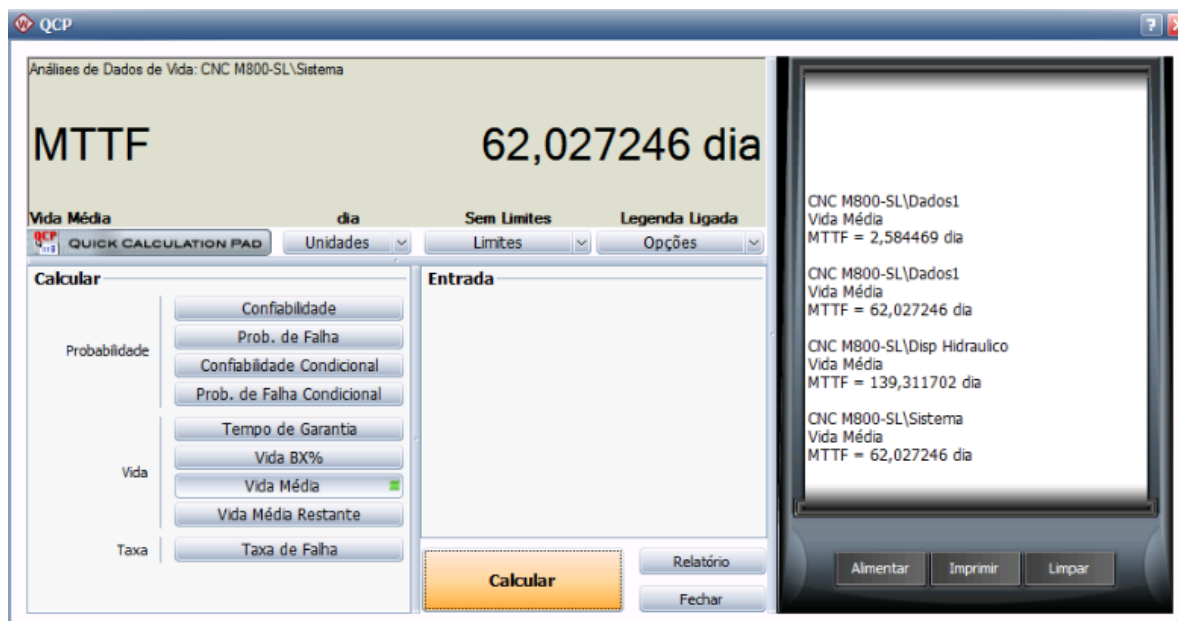 QCP
Análises de Dados de Vida: CNC M800-SL\Sistema
MTTF 62,027246 dia
Vida Média dia Sem Limites Legenda Ligada
QCP QUICK CALCULATION PAD Unidades Limites Opções
Calcular
Probabilidade
Confiabilidade
Prob. de Falha
Confiabilidade Condicional
Prob. de Falha Condicional
Vida
Tempo de Garantia
Vida BX%
Vida Média
Vida Média Restante
Taxa
Taxa de Falha
Entrada
Calcular
Relatório
Fechar
CNC M800-SL\Dados1
Vida Média
MTTF = 2,584469 dia
CNC M800-SL\Dados1
Vida Média
MTTF = 62,027246 dia
CNC M800-SL\Disp Hidraulico
Vida Média
MTTF = 139,311702 dia
CNC M800-SL\Sistema
Vida Média
MTTF = 62,027246 dia
Alimentar Imprimir Limpar